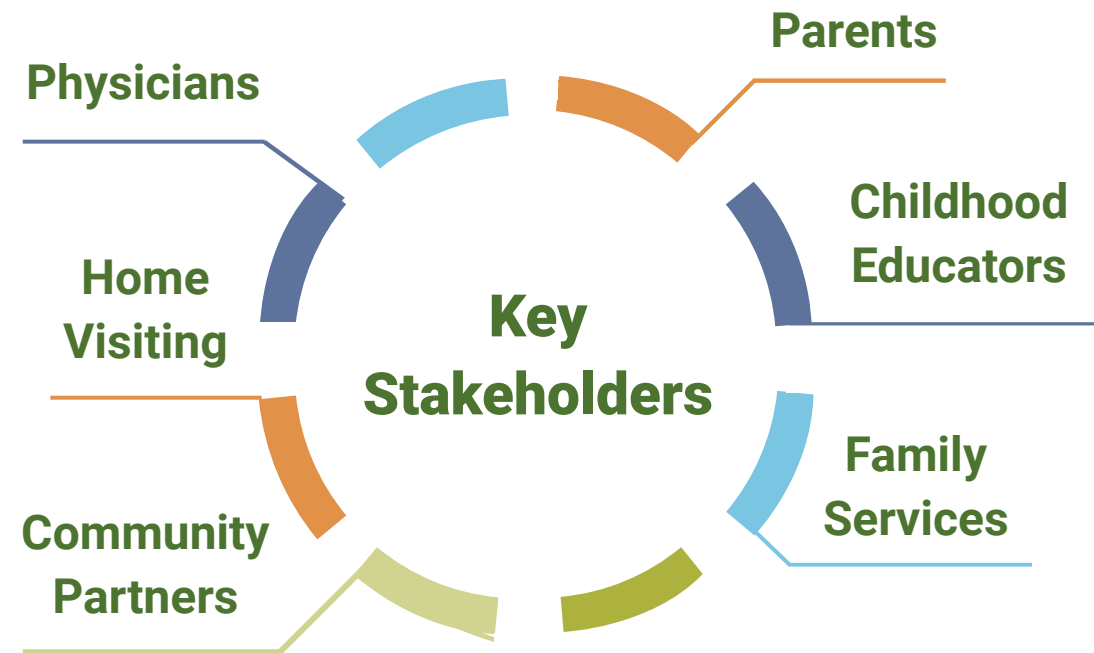 Parents
Physicians
Childhood
Educators
Home
Visiting
Key
Stakeholders
Family
Services
Community
Partners